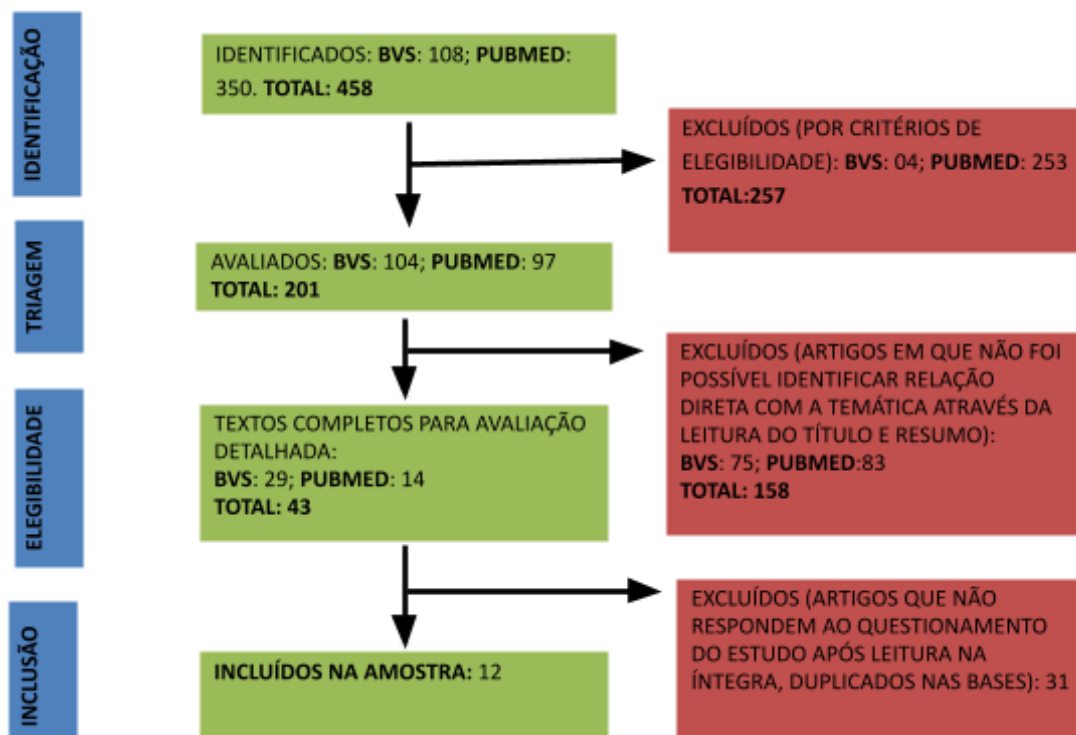 IDENTIFICAÇÃO
IDENTIFICADOS: BVS: 108; PUBMED:
350. TOTAL: 458
EXCLUÍDOS (POR CRITÉRIOS DE
ELEGIBILIDADE): BVS: 04; PUBMED: 253
TOTAL:257
TRIAGEM
AVALIADOS: BVS: 104; PUBMED: 97
TOTAL: 201
EXCLUÍDOS (ARTIGOS EM QUE NÃO FOI
POSSÍVEL IDENTIFICAR RELAÇÃO
DIRETA COM A TEMÁTICA ATRAVÉS DA
LEITURA DO TÍTULO E RESUMO):
BVS: 75; PUBMED:83
TOTAL: 158
ELEGIBILIDADE
TEXTOS COMPLETOS PARA AVALIAÇÃO
DETALHADA:
BVS: 29; PUBMED: 14
TOTAL: 43
EXCLUÍDOS (ARTIGOS QUE NÃO
RESPONDEM AO QUESTIONAMENTO
DO ESTUDO APÓS LEITURA NA
ÍNTEGRA, DUPLICADOS NAS BASES): 31
INCLUSÃO
INCLUÍDOS NA AMOSTRA: 12